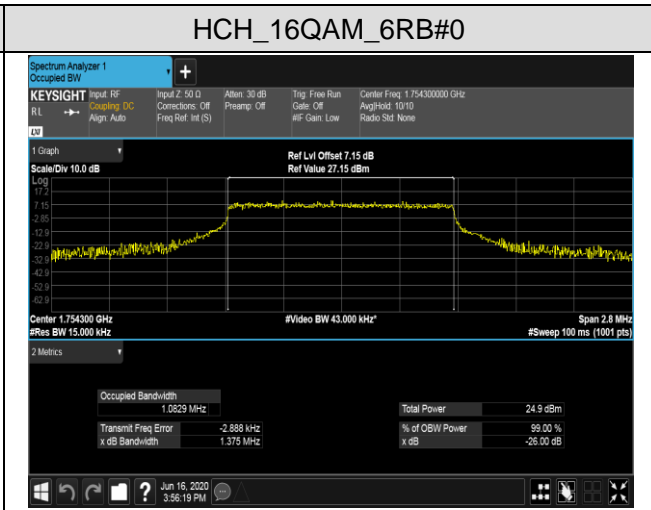 HCH_16QAM_6RB#0
Spectrum Analyzer 1
Occupied BW
KEYSIGHT Input: RF Input Z: 50 Ω Atten: 30 dB Trig: Free Run Center Freq: 1.754300000 GHz
RL Coupling: DC Corrections: Off Preamp: Off Gate: Off Avg|Hold: 10/10
Align: Auto Freq Ref: Int (S) #IF Gain: Low Radio Std: None
LXI
1 Graph Ref Lvl Offset 7.15 dB
Scale/Div 10.0 dB Ref Value 27.15 dBm
Log
17.2
7.15
-2.85
-12.9
-22.9
-32.9
-42.9
-52.9
-62.9
Center 1.754300 GHz #Video BW 43.000 kHz* Span 2.8 MHz
#Res BW 15.000 kHz #Sweep 100 ms (1001 pts)
2 Metrics
Occupied Bandwidth
1.0829 MHz Total Power 24.9 dBm
Transmit Freq Error -2.888 kHz % of OBW Power 99.00 %
x dB Bandwidth 1.375 MHz x dB -26.00 dB
? Jun 16, 2020
3:56:19 PM